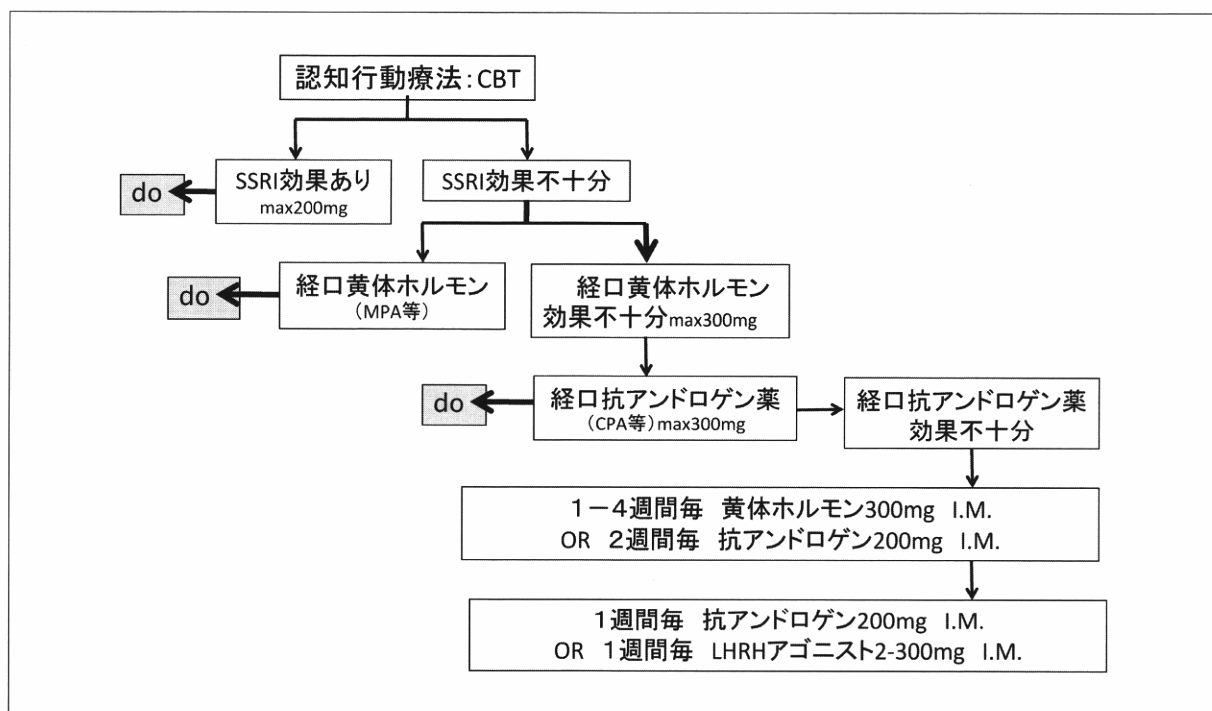 認知行動療法：CBT
do
SSRI効果あり
max200mg
SSRI効果不十分
do
経口黄体ホルモン
（MPA等）
経口黄体ホルモン
効果不十分max300mg
do
経口抗アンドロゲン薬
（CPA等）max300mg
経口抗アンドロゲン薬
効果不十分
１－４週間毎　黄体ホルモン300mg　I.M.
OR　２週間毎　抗アンドロゲン200mg　I.M.
１週間毎　抗アンドロゲン200mg　I.M.
OR　１週間毎　LHRHアゴニスト2-300mg　I.M.